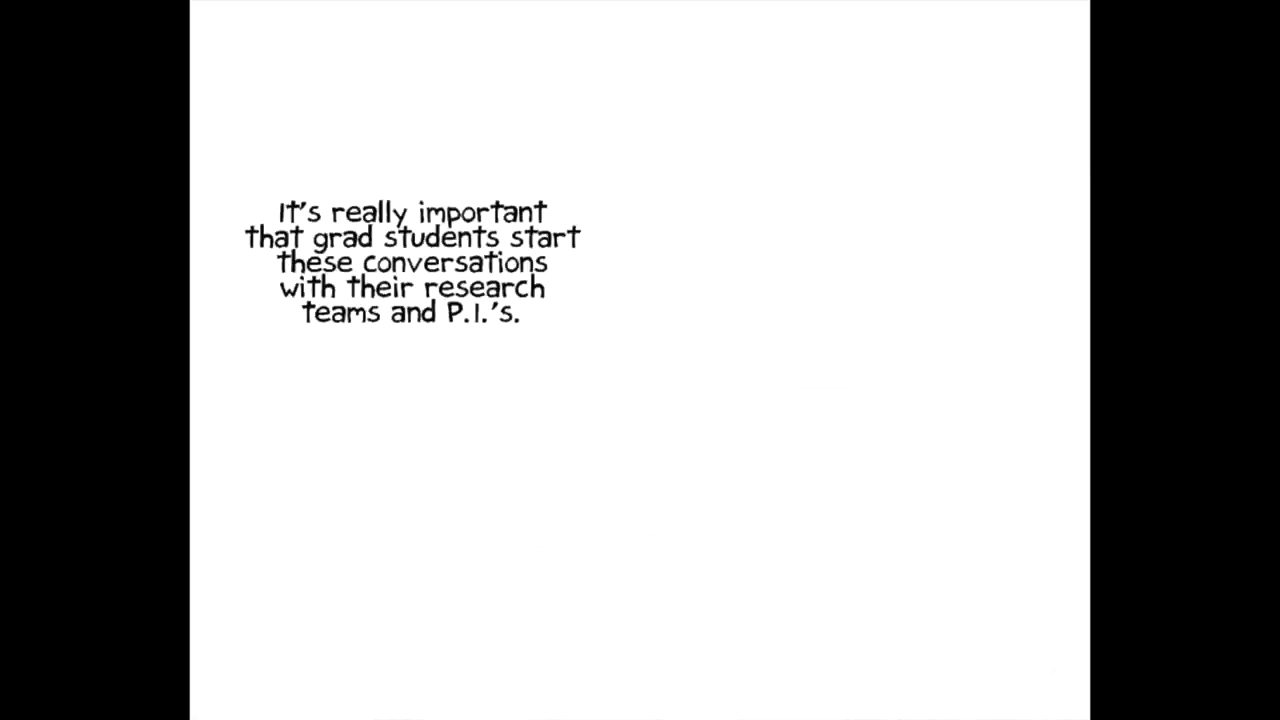 It's really important
that grad students start
these conversations
with their research
teams and P.I.'s.